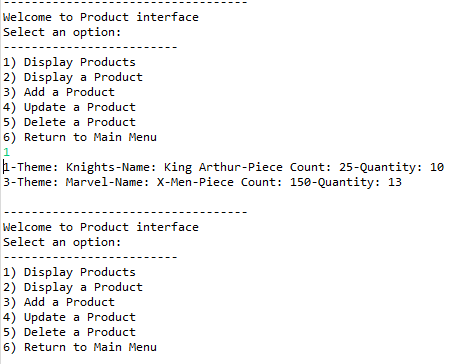 -----------------------------------
Welcome to Product interface
Select an option:
-------------------------
1) Display Products
2) Display a Product
3) Add a Product
4) Update a Product
5) Delete a Product
6) Return to Main Menu
1
1-Theme: Knights-Name: King Arthur-Piece Count: 25-Quantity: 10
3-Theme: Marvel-Name: X-Men-Piece Count: 150-Quantity: 13
-----------------------------------
Welcome to Product interface
Select an option:
-------------------------
1) Display Products
2) Display a Product
3) Add a Product
4) Update a Product
5) Delete a Product
6) Return to Main Menu